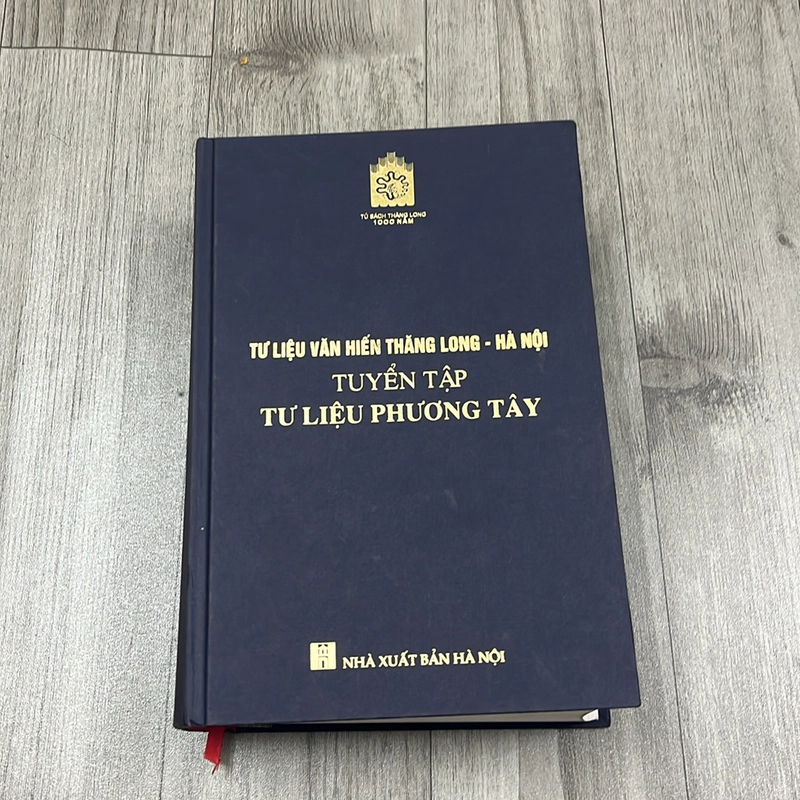 TỦ SÁCH THĂNG LONG
1000 NĂM
TƯ LIỆU VĂN HIẾN THĂNG LONG - HÀ NỘI
TUYỂN TẬP
TƯ LIỆU PHƯƠNG TÂY
NHÀ XUẤT BẢN HÀ NỘI